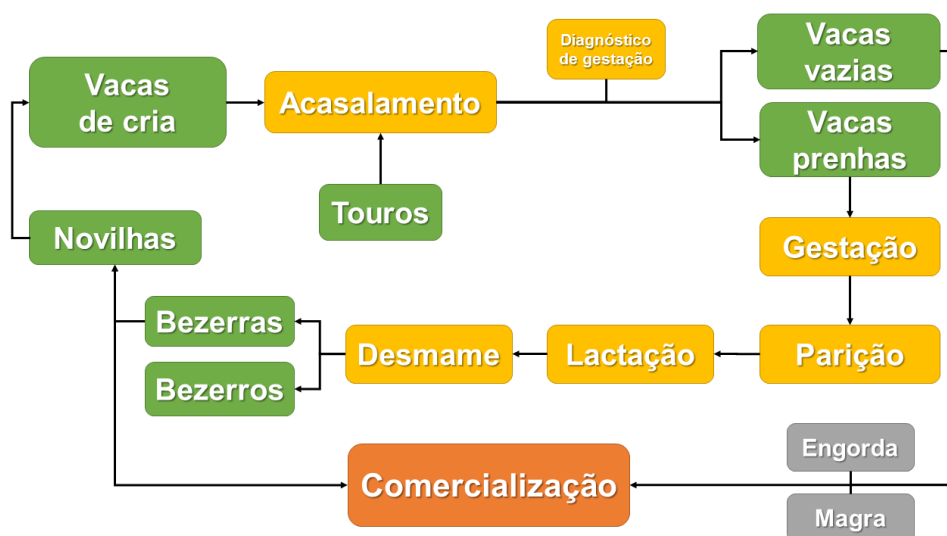 Diagnóstico
de gestação
Vacas
vazias
Vacas
de cria
Acasalamento
Vacas
prenhas
Touros
Novilhas
Gestação
Bezerras
Desmame
Lactação
Parição
Bezerros
Engorda
Comercialização
Magra